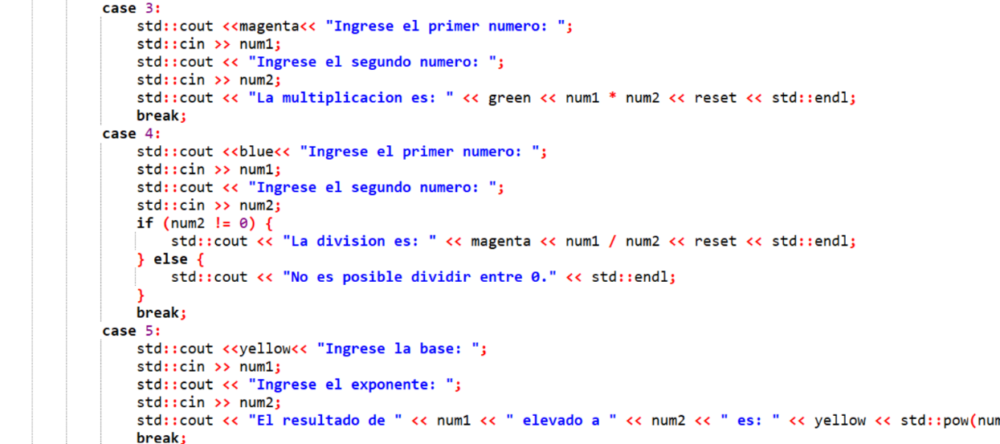 case 3:
std::cout <<magenta<< "Ingrese el primer numero: ";
std::cin >> num1;
std::cout << "Ingrese el segundo numero: ";
std::cin >> num2;
std::cout << "La multiplicacion es: " << green << num1 * num2 << reset << std::endl;
break;
case 4:
std::cout <<blue<< "Ingrese el primer numero: ";
std::cin >> num1;
std::cout << "Ingrese el segundo numero: ";
std::cin >> num2;
if (num2 != 0) {
std::cout << "La division es: " << magenta << num1 / num2 << reset << std::endl;
} else {
std::cout << "No es posible dividir entre 0." << std::endl;
}
break;
case 5:
std::cout <<yellow<< "Ingrese la base: ";
std::cin >> num1;
std::cout << "Ingrese el exponente: ";
std::cin >> num2;
std::cout << "El resultado de " << num1 << " elevado a " << num2 << " es: " << yellow << std::pow(num
break;